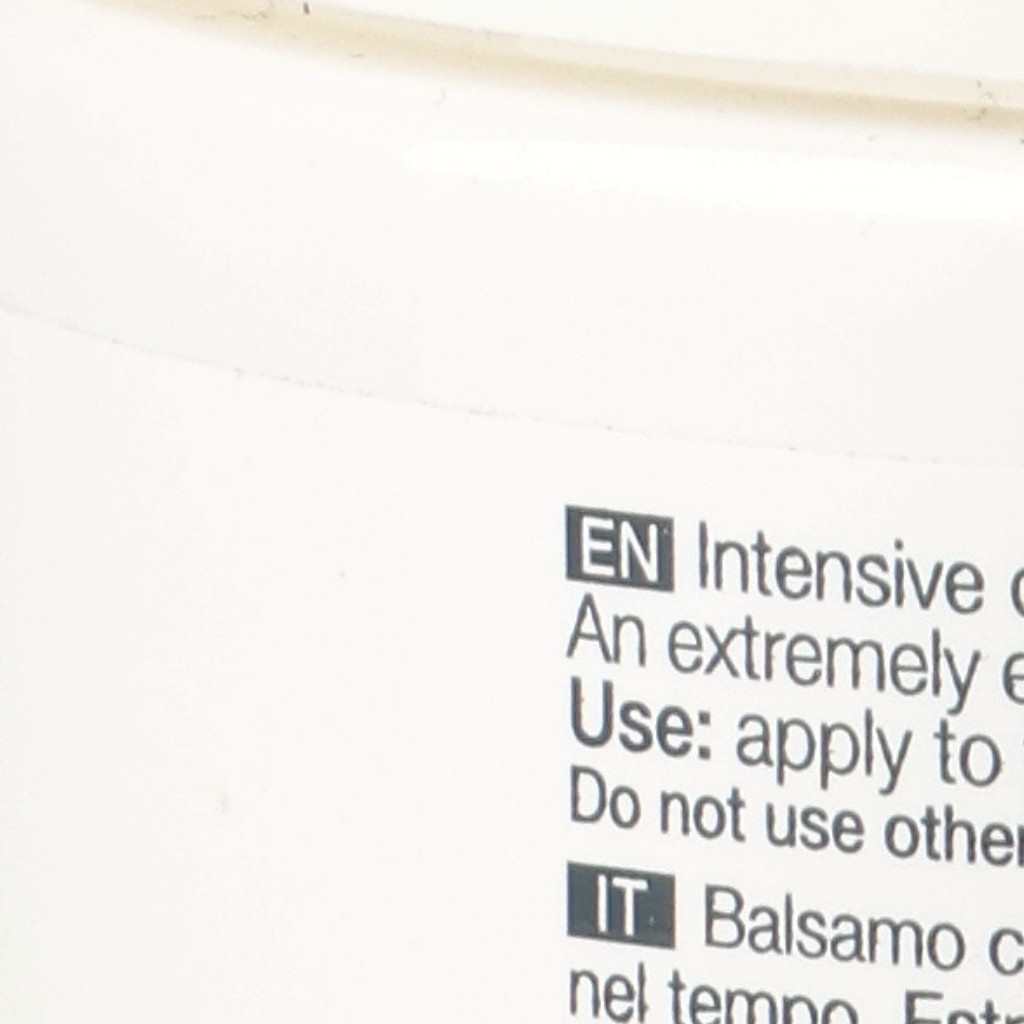 EN Intensive
An extremely
Use: apply to
Do not use other
IT Balsamo
nel tempo.